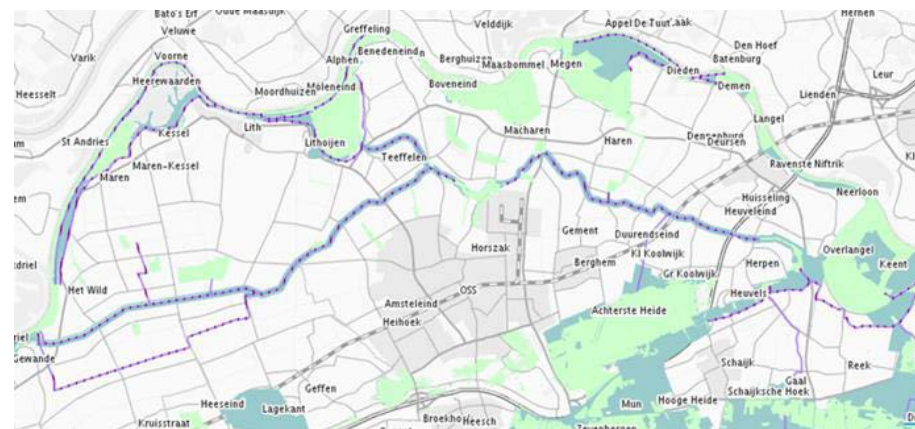 Bato's Erf
Oude Maasdijk
Veluwe
Greffeling
Velddijk
Appel De Tuut
Hernen
Varik
Voorne
Benedeneind
Den Hoef
Alphen
Berghuizen
Batenburg
Maasbommel
Megen
Leur
Heesselt
Heerewaarden
Moleneind
Dieden
Moordhuizen
Boveneind
Demen
Lienden
Langel
St Andries
Kessel
Lith
Macharen
Lithoijen
Haren
Dennenburg
Deursen
Teeffelen
Maren-Kessel
Maren
Ravenste
Niftrik
Neerloon
Huisseling
Heuveleind
Gement
Duurendseind
Horszak
Kl Koolwijk
Overlangel
Berghem
Herpen
Keent
Gr Koolwijk
Het Wild
OSS
Heuvels
Amsteleind
Achterste Heide
Heihoek
Gewande
Schaijk
Reek
Gaal
Geffen
Schaijksche Hoek
Heeseind
Lagekant
Mun
Hooge Heide
Kruisstraat
Heesch